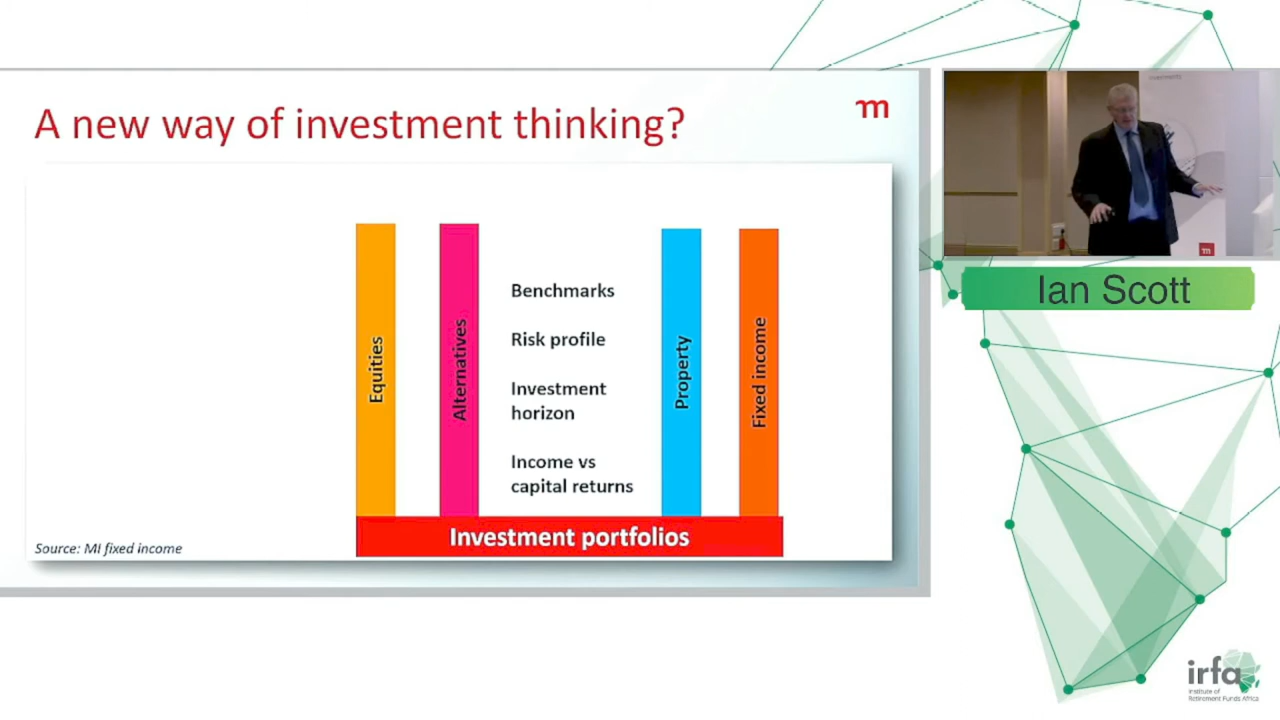 A new way of investment thinking?
m
Equities
Alternatives
Benchmarks
Risk profile
Investment
horizon
Income vs
capital returns
Property
Fixed income
Investment portfolios
Source: MI fixed income
investments
m
Ian Scott
irfa
Institute of
Retirement Funds Africa